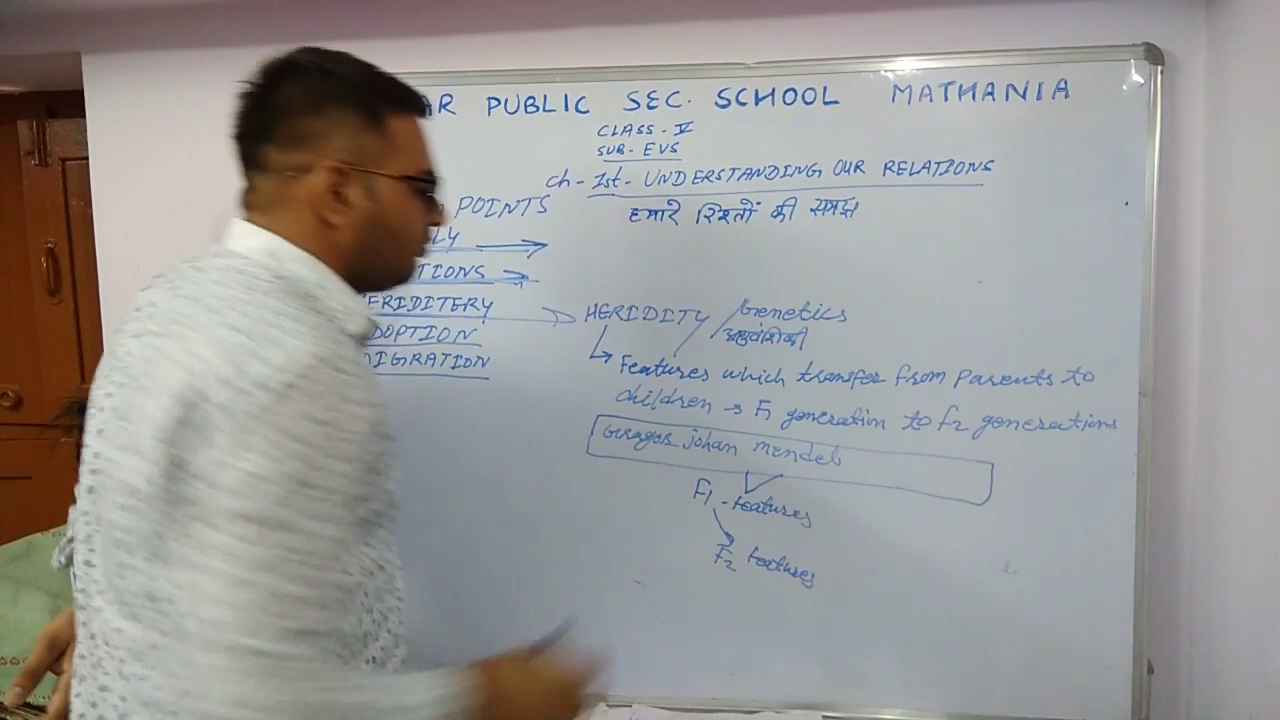 AR PUBLIC SEC. SCHOOL MATHANIA
CLASS - V
SUB - EVS
Ch - Ist - UNDERSTANDING OUR RELATIONS
हमारे रिश्तों की समझ
POINTS
LY
TIONS
ERIDITERY
DOPTION
IGRATION
HERIDITY / Genetics
अनुवंशिकी
Features which transfer from Parents to
children → F1 generation to F2 generations
Gragor johan mendel
F1 - features
F2 features